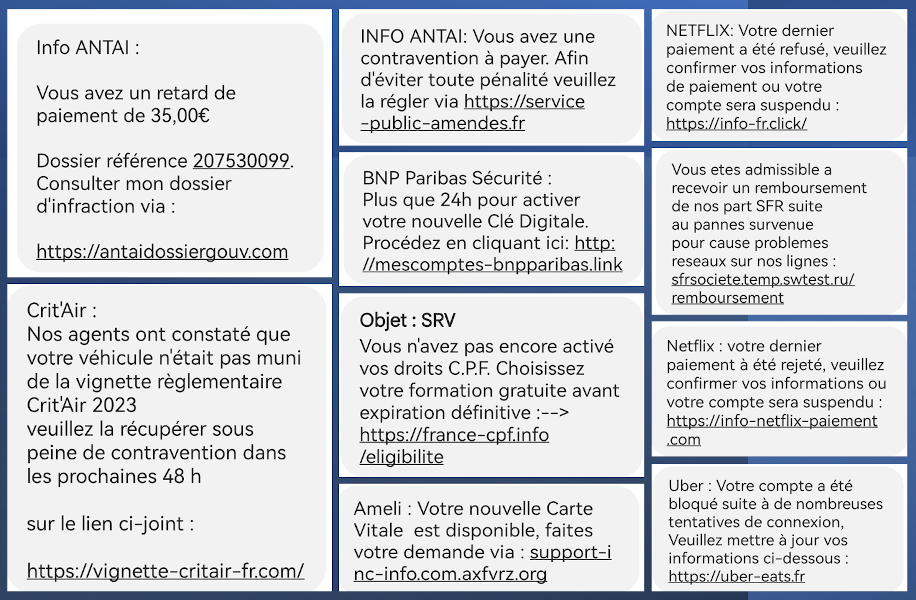 Info ANTAI :
Vous avez un retard de
paiement de 35,00€
Dossier référence 207530099.
Consulter mon dossier
d'infraction via :
https://antaidossiergouv.com
Crit'Air :
Nos agents ont constaté que
votre véhicule n'était pas muni
de la vignette règlementaire
Crit'Air 2023
veuillez la récupérer sous
peine de contravention dans
les prochaines 48 h
sur le lien ci-joint :
https://vignette-critair-fr.com/
INFO ANTAI: Vous avez une
contravention à payer. Afin
d'éviter toute pénalité veuillez
la régler via https://service
-public-amendes.fr
BNP Paribas Sécurité :
Plus que 24h pour activer
votre nouvelle Clé Digitale.
Procédez en cliquant ici: http:
//mescomptes-bnpparibas.link
Objet : SRV
Vous n'avez pas encore activé
vos droits C.P.F. Choisissez
votre formation gratuite avant
expiration définitive :-->
https://france-cpf.info
/eligibilite
Ameli : Votre nouvelle Carte
Vitale est disponible, faites
votre demande via : support-i
nc-info.com.axfvrz.org
NETFLIX: Votre dernier
paiement a été refusé, veuillez
confirmer vos informations
de paiement ou votre
compte sera suspendu :
https://info-fr.click/
Vous etes admissible a
recevoir un remboursement
de nos part SFR suite
au pannes survenue
pour cause problemes
reseaux sur nos lignes :
sfrsociete.temp.swtest.ru/
remboursement
Netflix : votre dernier
paiement à été rejeté, veuillez
confirmer vos informations ou
votre compte sera suspendu :
https://info-netflix-paiement
.com
Uber : Votre compte a été
bloqué suite à de nombreuses
tentatives de connexion,
Veuillez mettre à jour vos
informations ci-dessous :
https://uber-eats.fr